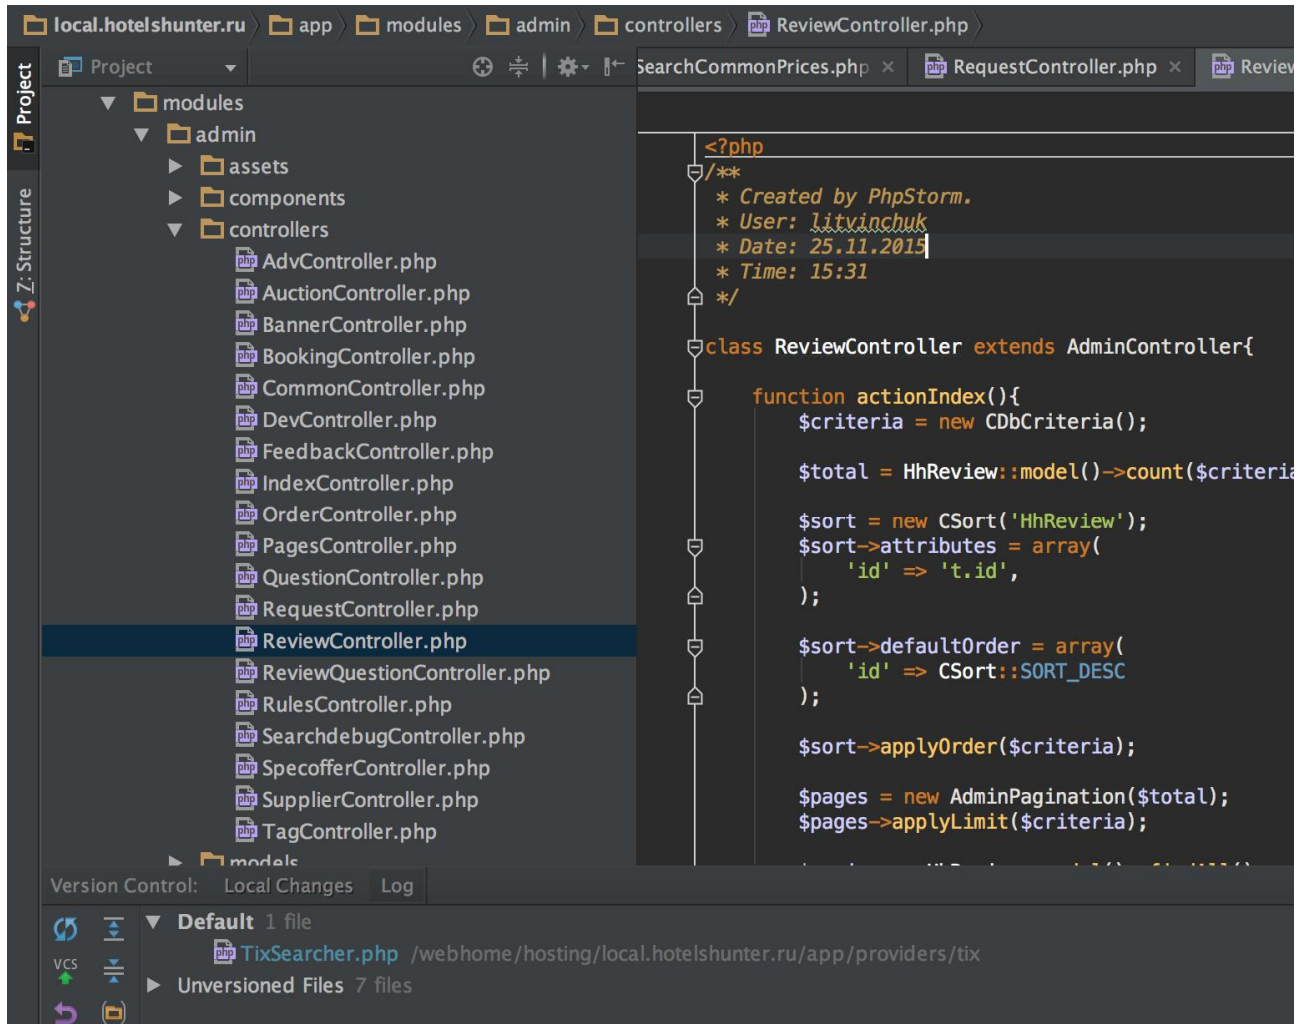 local.hotelshunter.ru app modules admin controllers ReviewController.php
Project
Z: Structure
Project
SearchCommonPrices.php × RequestController.php × Review
modules
admin
assets
components
controllers
AdvController.php
AuctionController.php
BannerController.php
BookingController.php
CommonController.php
DevController.php
FeedbackController.php
IndexController.php
OrderController.php
PagesController.php
QuestionController.php
RequestController.php
ReviewController.php
ReviewQuestionController.php
RulesController.php
SearchdebugController.php
SpecofferController.php
SupplierController.php
TagController.php
models
<?php
/**
* Created by PhpStorm.
* User: litvinchuk
* Date: 25.11.2015
* Time: 15:31
*/
class ReviewController extends AdminController{
function actionIndex(){
$criteria = new CDbCriteria();
$total = HhReview::model()->count($criteria
$sort = new CSort('HhReview');
$sort->attributes = array(
'id' => 't.id',
);
$sort->defaultOrder = array(
'id' => CSort::SORT_DESC
);
$sort->applyOrder($criteria);
$pages = new AdminPagination($total);
$pages->applyLimit($criteria);
Version Control: Local Changes Log
Default 1 file
TixSearcher.php /webhome/hosting/local.hotelshunter.ru/app/providers/tix
VCS
Unversioned Files 7 files